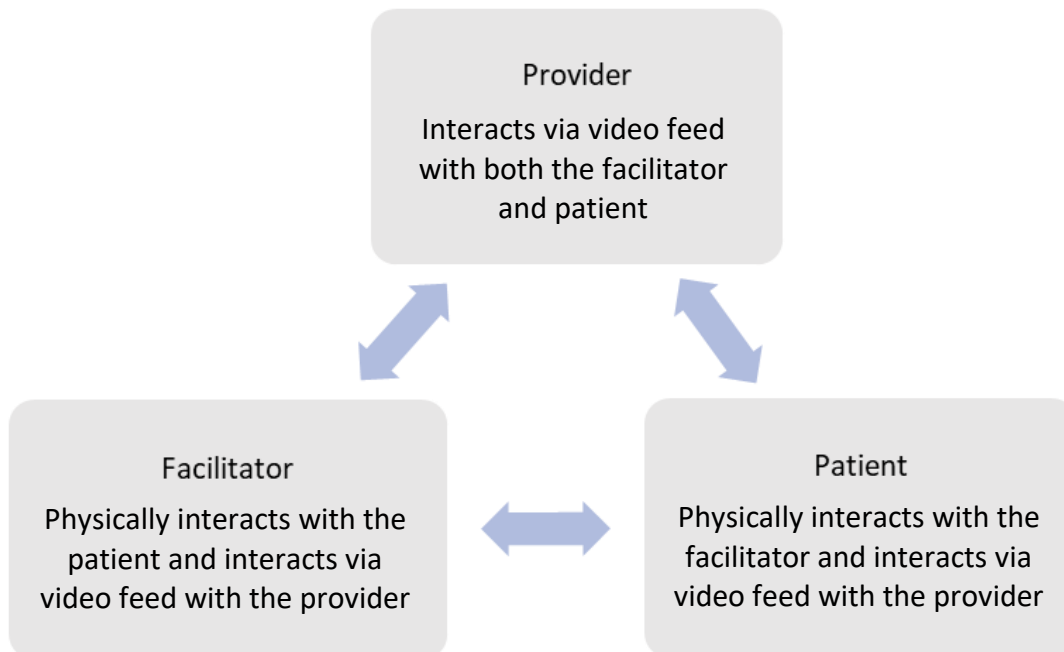 Provider
Interacts via video feed
with both the facilitator
and patient
Facilitator
Physically interacts with the
patient and interacts via
video feed with the provider
Patient
Physically interacts with the
facilitator and interacts via
video feed with the provider